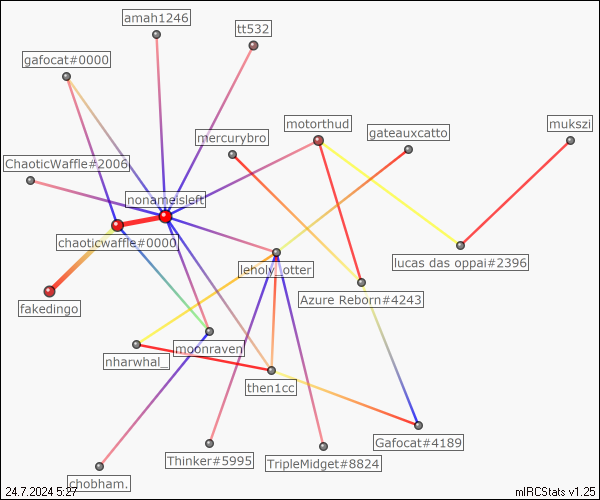 amah1246
tt532
gafocat#0000
motorthud
mukszi
mercurybro
gateauxcatto
ChaoticWaffle#2006
nonameisleft
chaoticwaffle#0000
lucas das oppai#2396
leholy_otter
Azure Reborn#4243
fakedingo
moonraven
nharwhal_
then1cc
Gafocat#4189
Thinker#5995
TripleMidget#8824
chobham.
24.7.2024 5:27
mIRCStats v1.25